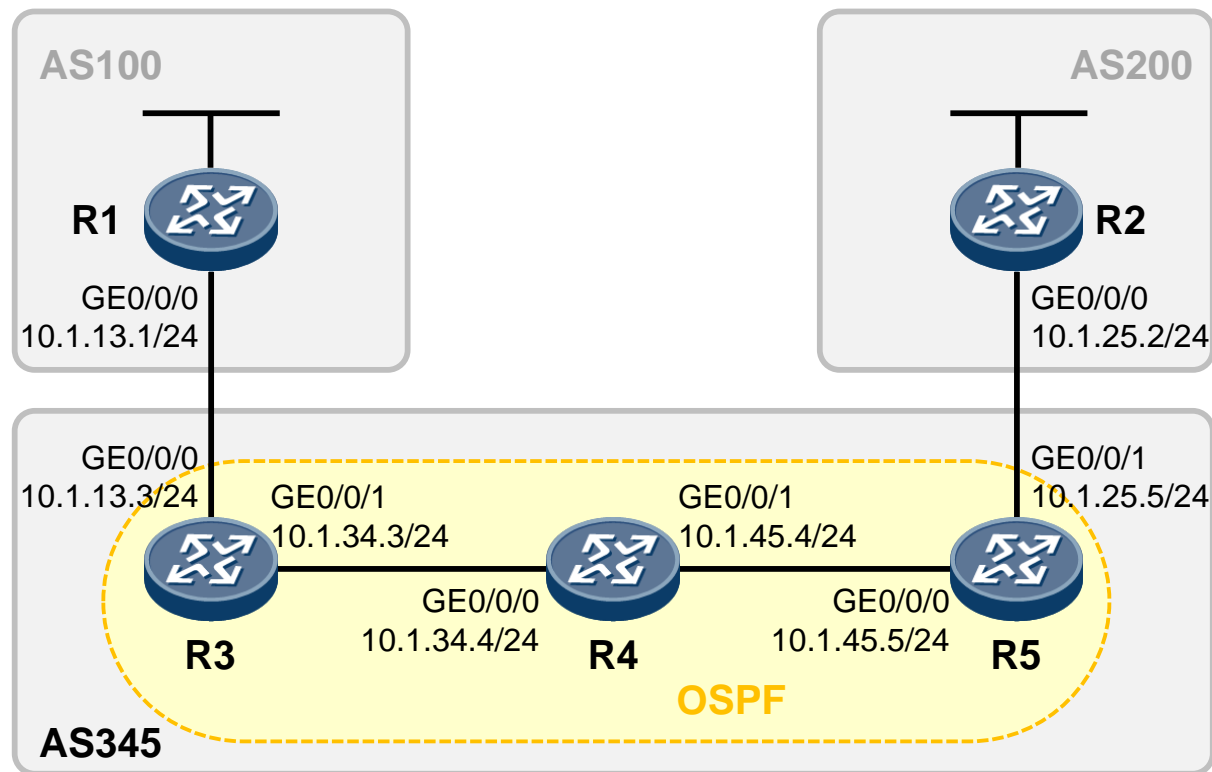 AS100
AS200
R1
R2
GE0/0/0
10.1.13.1/24
GE0/0/0
10.1.25.2/24
GE0/0/0
10.1.13.3/24
GE0/0/1
10.1.25.5/24
GE0/0/1
10.1.34.3/24
GE0/0/1
10.1.45.4/24
GE0/0/0
10.1.34.4/24
GE0/0/0
10.1.45.5/24
R3
R4
R5
OSPF
AS345